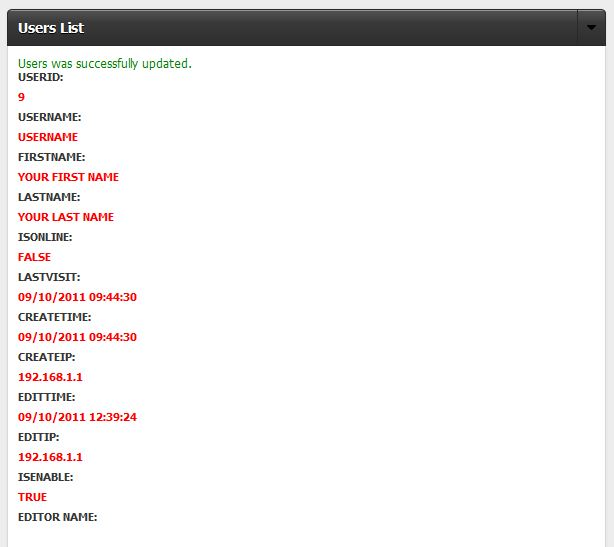 Users List
Users was successfully updated.
USERID:
9
USERNAME:
USERNAME
FIRSTNAME:
YOUR FIRST NAME
LASTNAME:
YOUR LAST NAME
ISONLINE:
FALSE
LASTVISIT:
09/10/2011 09:44:30
CREATETIME:
09/10/2011 09:44:30
CREATEIP:
192.168.1.1
EDITTIME:
09/10/2011 12:39:24
EDITIP:
192.168.1.1
ISENABLE:
TRUE
EDITOR NAME: